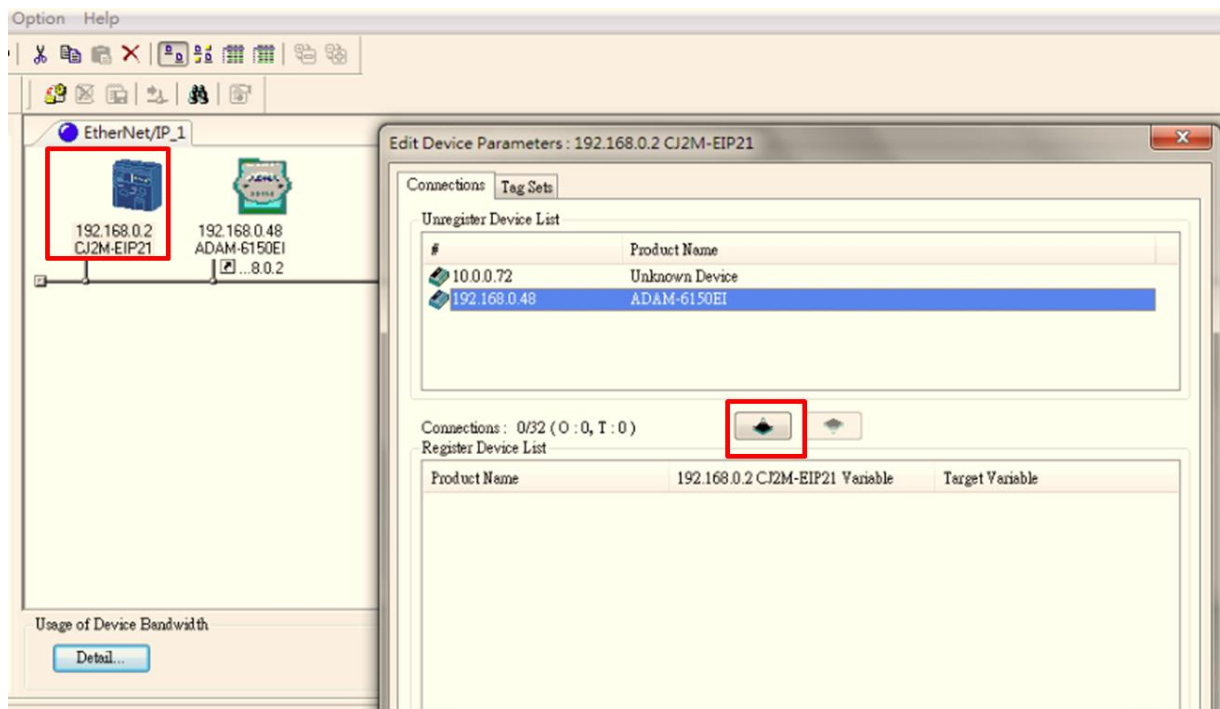 Option Help
EtherNet/IP_1
192.168.0.2
CJ2M-EIP21
192.168.0.48
ADAM-6150EI
...8.0.2
Usage of Device Bandwidth
Detail...
Edit Device Parameters : 192.168.0.2 CJ2M-EIP21
Connections Tag Sets
Unregister Device List
# Product Name
10.0.0.72 Unknown Device
192.168.0.48 ADAM-6150EI
Connections : 0/32 ( O : 0, T : 0 )
Register Device List
Product Name 192.168.0.2 CJ2M-EIP21 Variable Target Variable